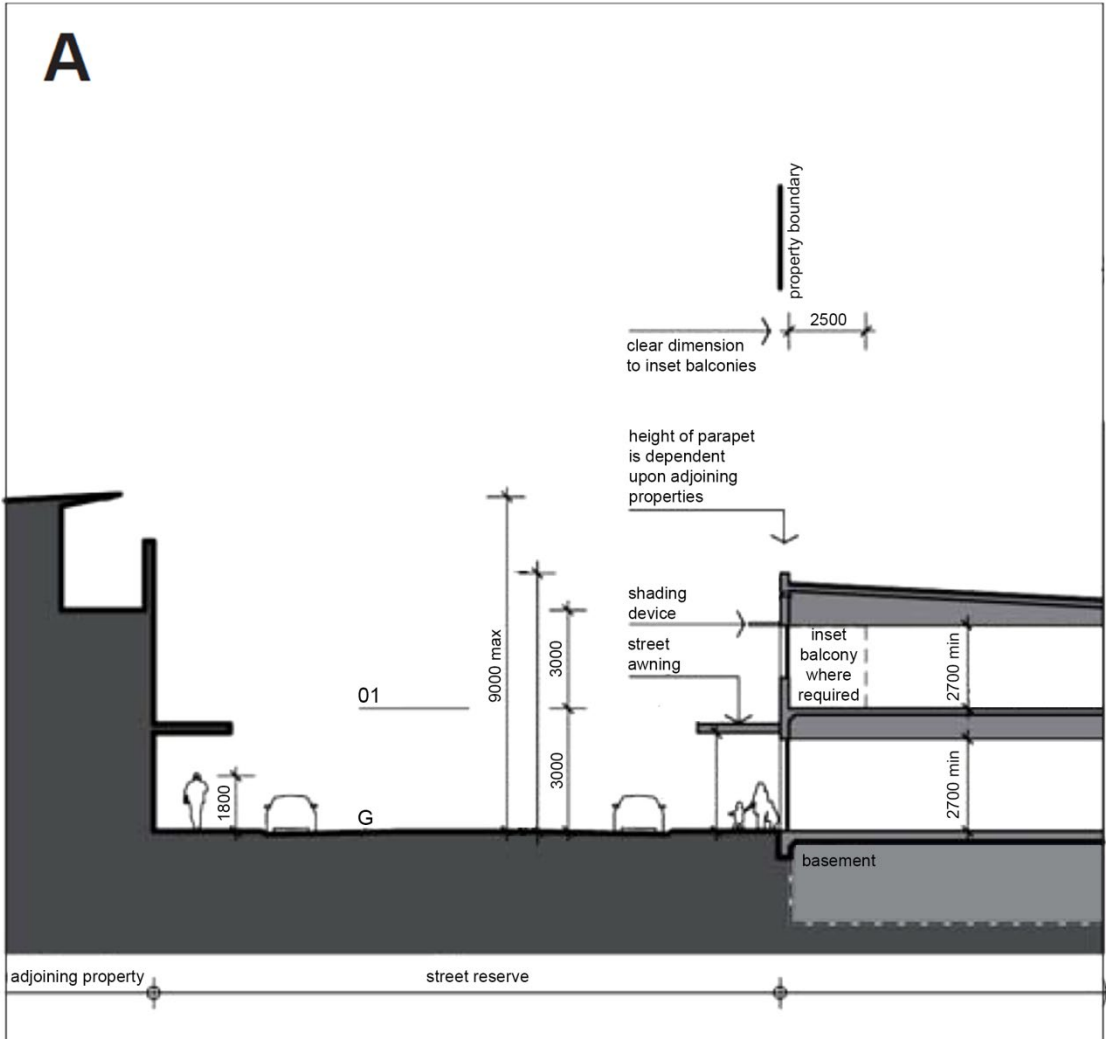 A
property boundary
2500
clear dimension
to inset balconies
height of parapet
is dependent
upon adjoining
properties
shading
device
street
awning
inset
balcony
where
required
2700 min
9000 max
3000
01
3000
2700 min
1800
G
basement
adjoining property
street reserve